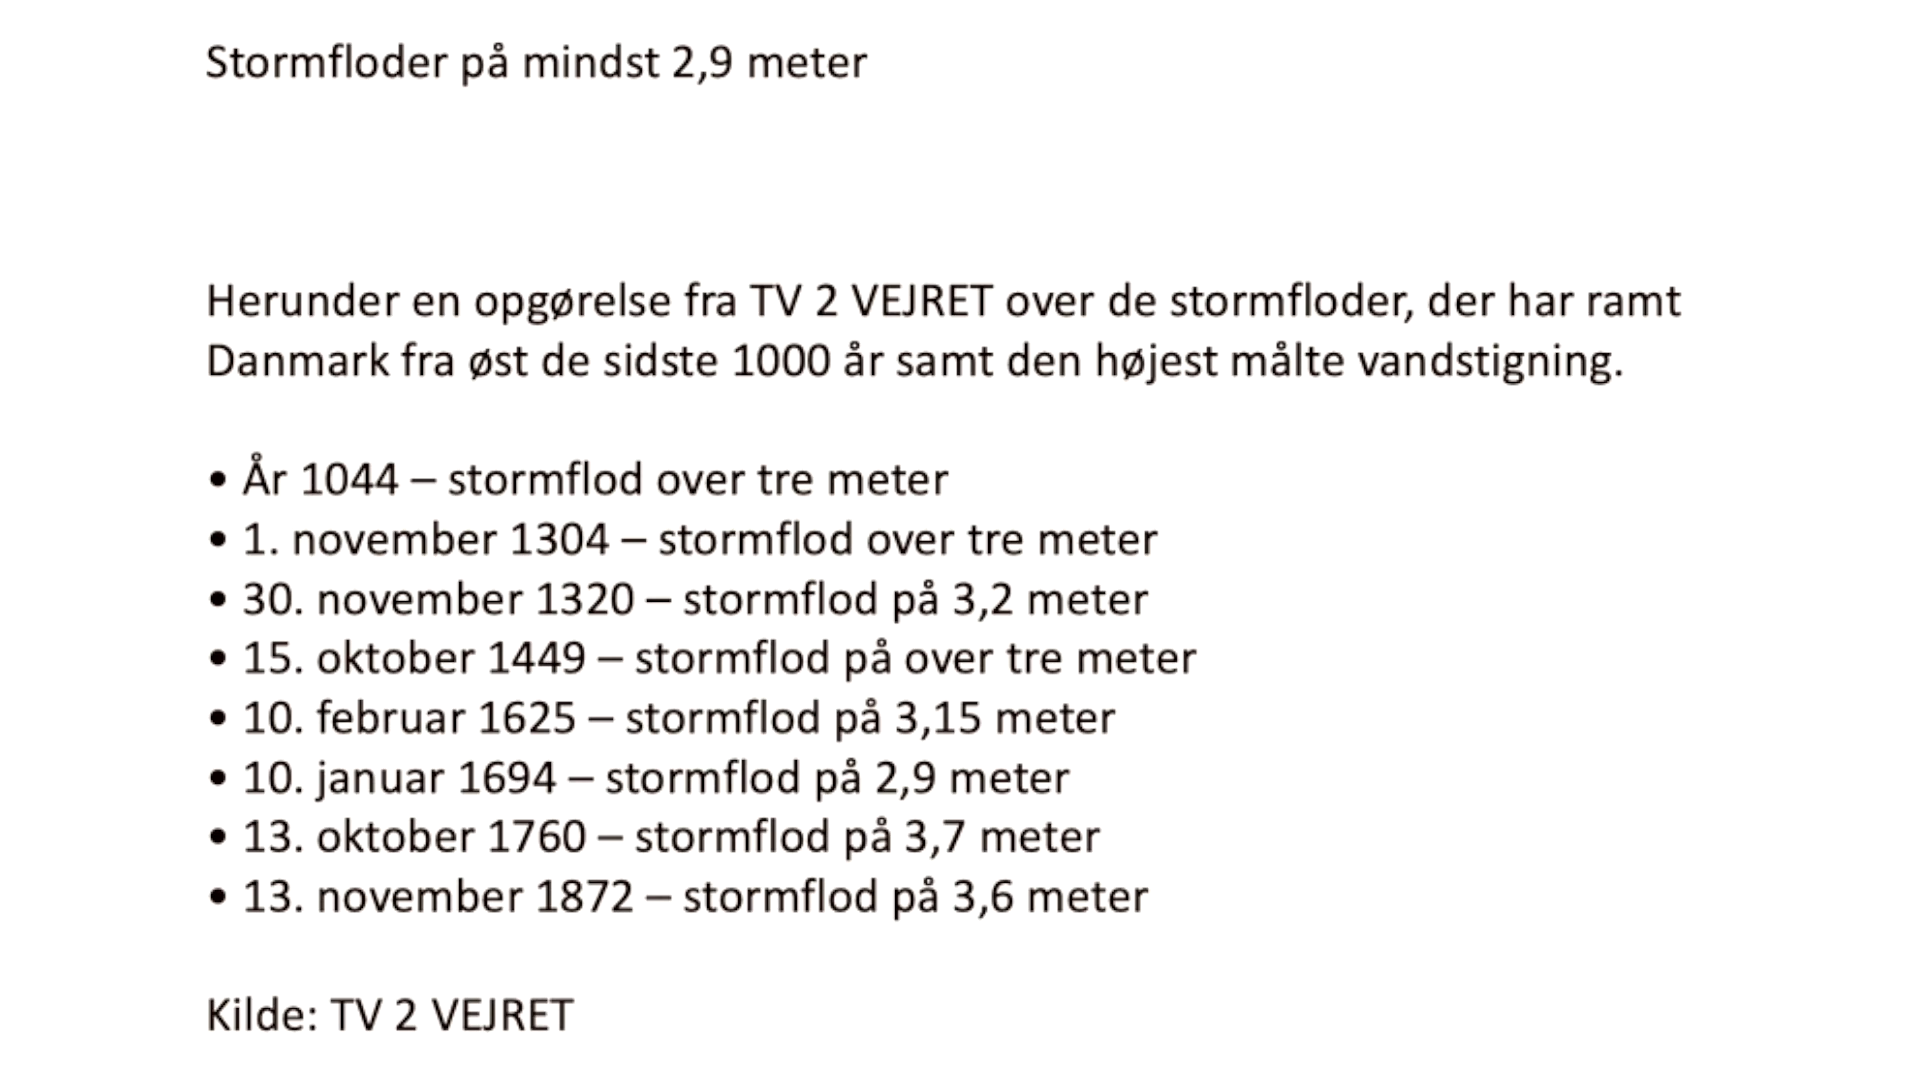 Stormfloder på mindst 2,9 meter
Herunder en opgørelse fra TV 2 VEJRET over de stormfloder, der har ramt
Danmark fra øst de sidste 1000 år samt den højest målte vandstigning.
• År 1044 – stormflod over tre meter
• 1. november 1304 – stormflod over tre meter
• 30. november 1320 – stormflod på 3,2 meter
• 15. oktober 1449 – stormflod på over tre meter
• 10. februar 1625 – stormflod på 3,15 meter
• 10. januar 1694 – stormflod på 2,9 meter
• 13. oktober 1760 – stormflod på 3,7 meter
• 13. november 1872 – stormflod på 3,6 meter
Kilde: TV 2 VEJRET